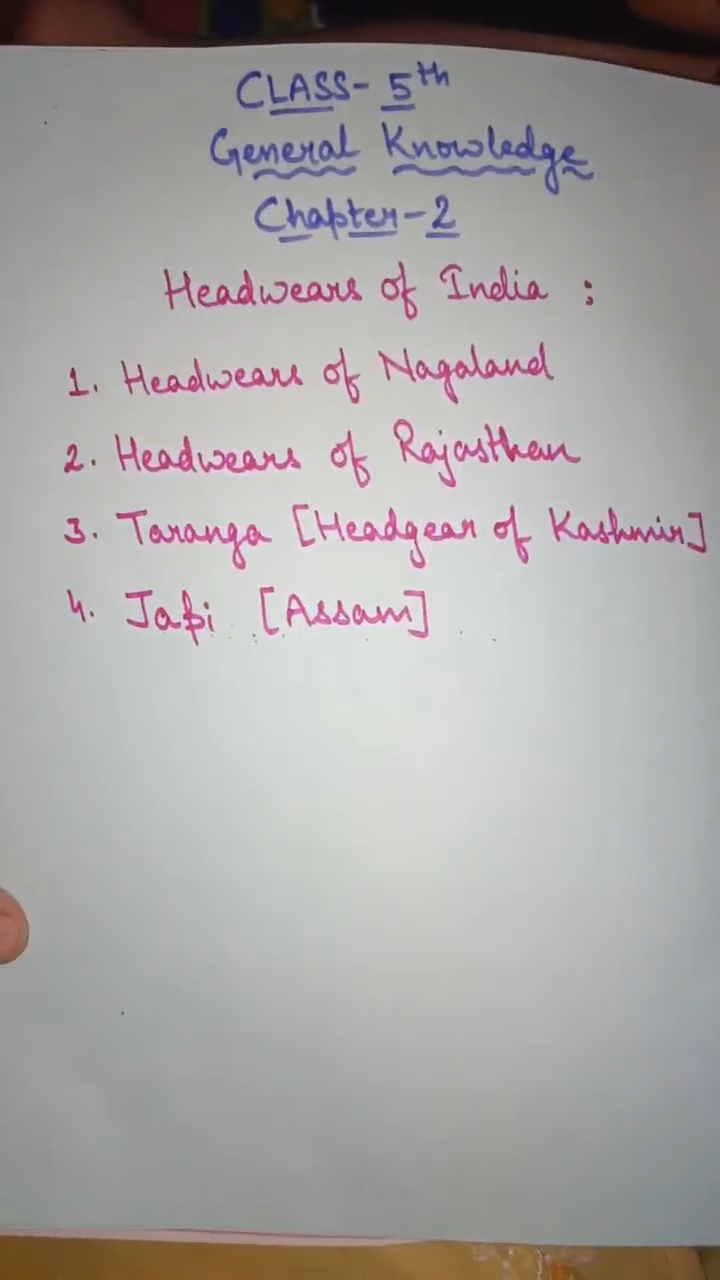 CLASS- 5th
General Knowledge
Chapter-2
Headwears of India :
1. Headwears of Nagaland
2. Headwears of Rajasthan
3. Taranga [Headgear of Kashmir]
4. Japi [Assam]